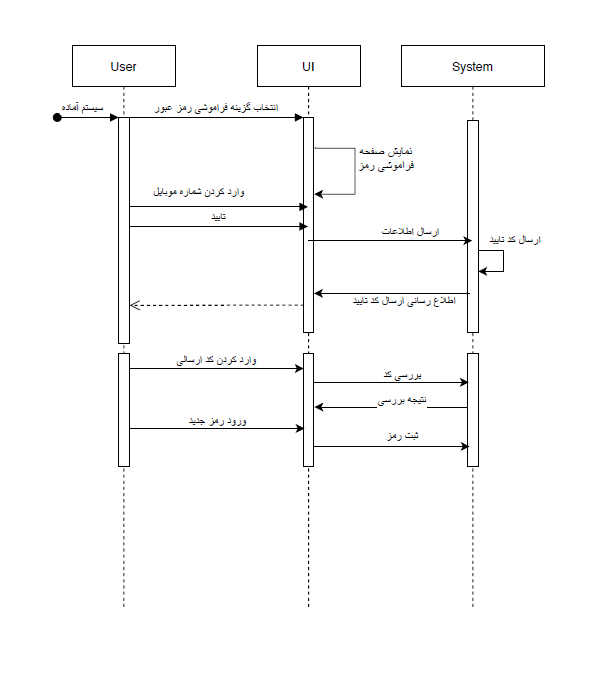 User
UI
System
سیستم آماده
انتخاب گزینه فراموشی رمز عبور
نمایش صفحه
فراموشی رمز
وارد کردن شماره موبایل
تایید
ارسال اطلاعات
ارسال کد تایید
اطلاع رسانی ارسال کد تایید
وارد کردن کد ارسالی
بررسی کد
نتیجه بررسی
ورود رمز جدید
ثبت رمز